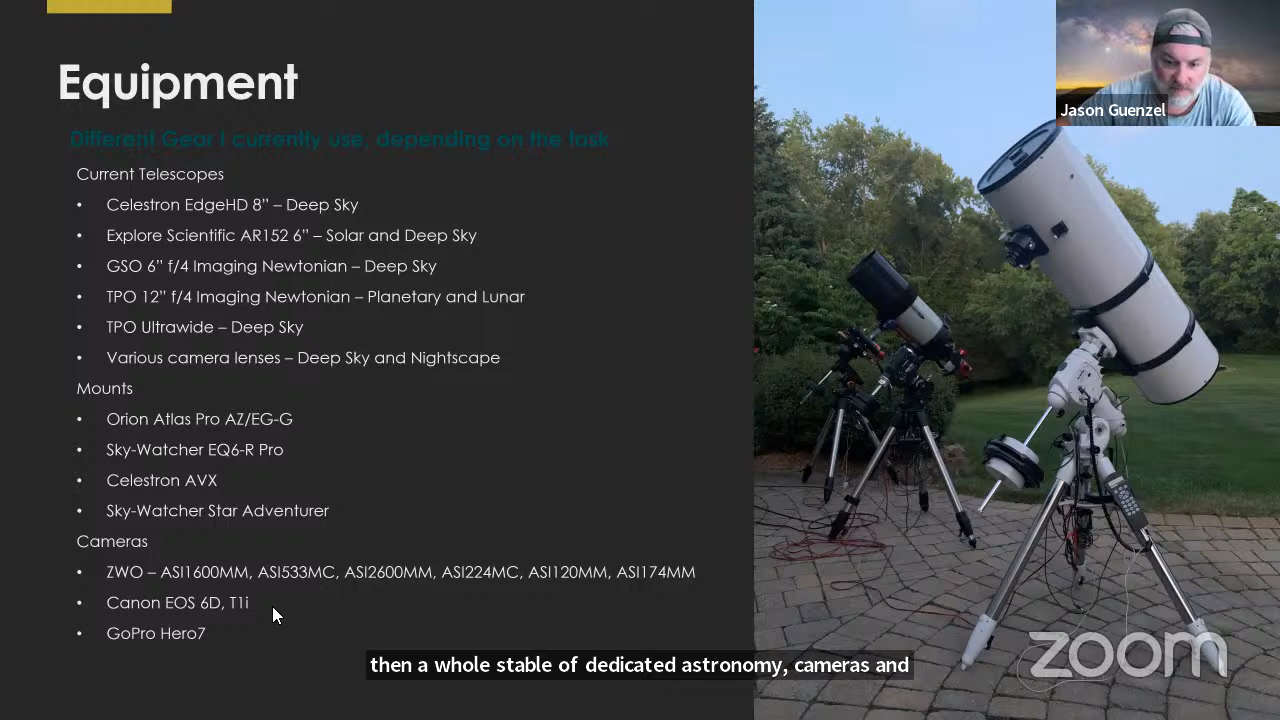 Equipment
Different Gear I currently use, depending on the task
Current Telescopes
• Celestron EdgeHD 8” – Deep Sky
• Explore Scientific AR152 6” – Solar and Deep Sky
• GSO 6” f/4 Imaging Newtonian – Deep Sky
• TPO 12” f/4 Imaging Newtonian – Planetary and Lunar
• TPO Ultrawide – Deep Sky
• Various camera lenses – Deep Sky and Nightscape
Mounts
• Orion Atlas Pro AZ/EG-G
• Sky-Watcher EQ6-R Pro
• Celestron AVX
• Sky-Watcher Star Adventurer
Cameras
• ZWO – ASI1600MM, ASI533MC, ASI2600MM, ASI224MC, ASI120MM, ASI174MM
• Canon EOS 6D, T1i
• GoPro Hero7
Jason Guenzel
then a whole stable of dedicated astronomy, cameras and
zoom